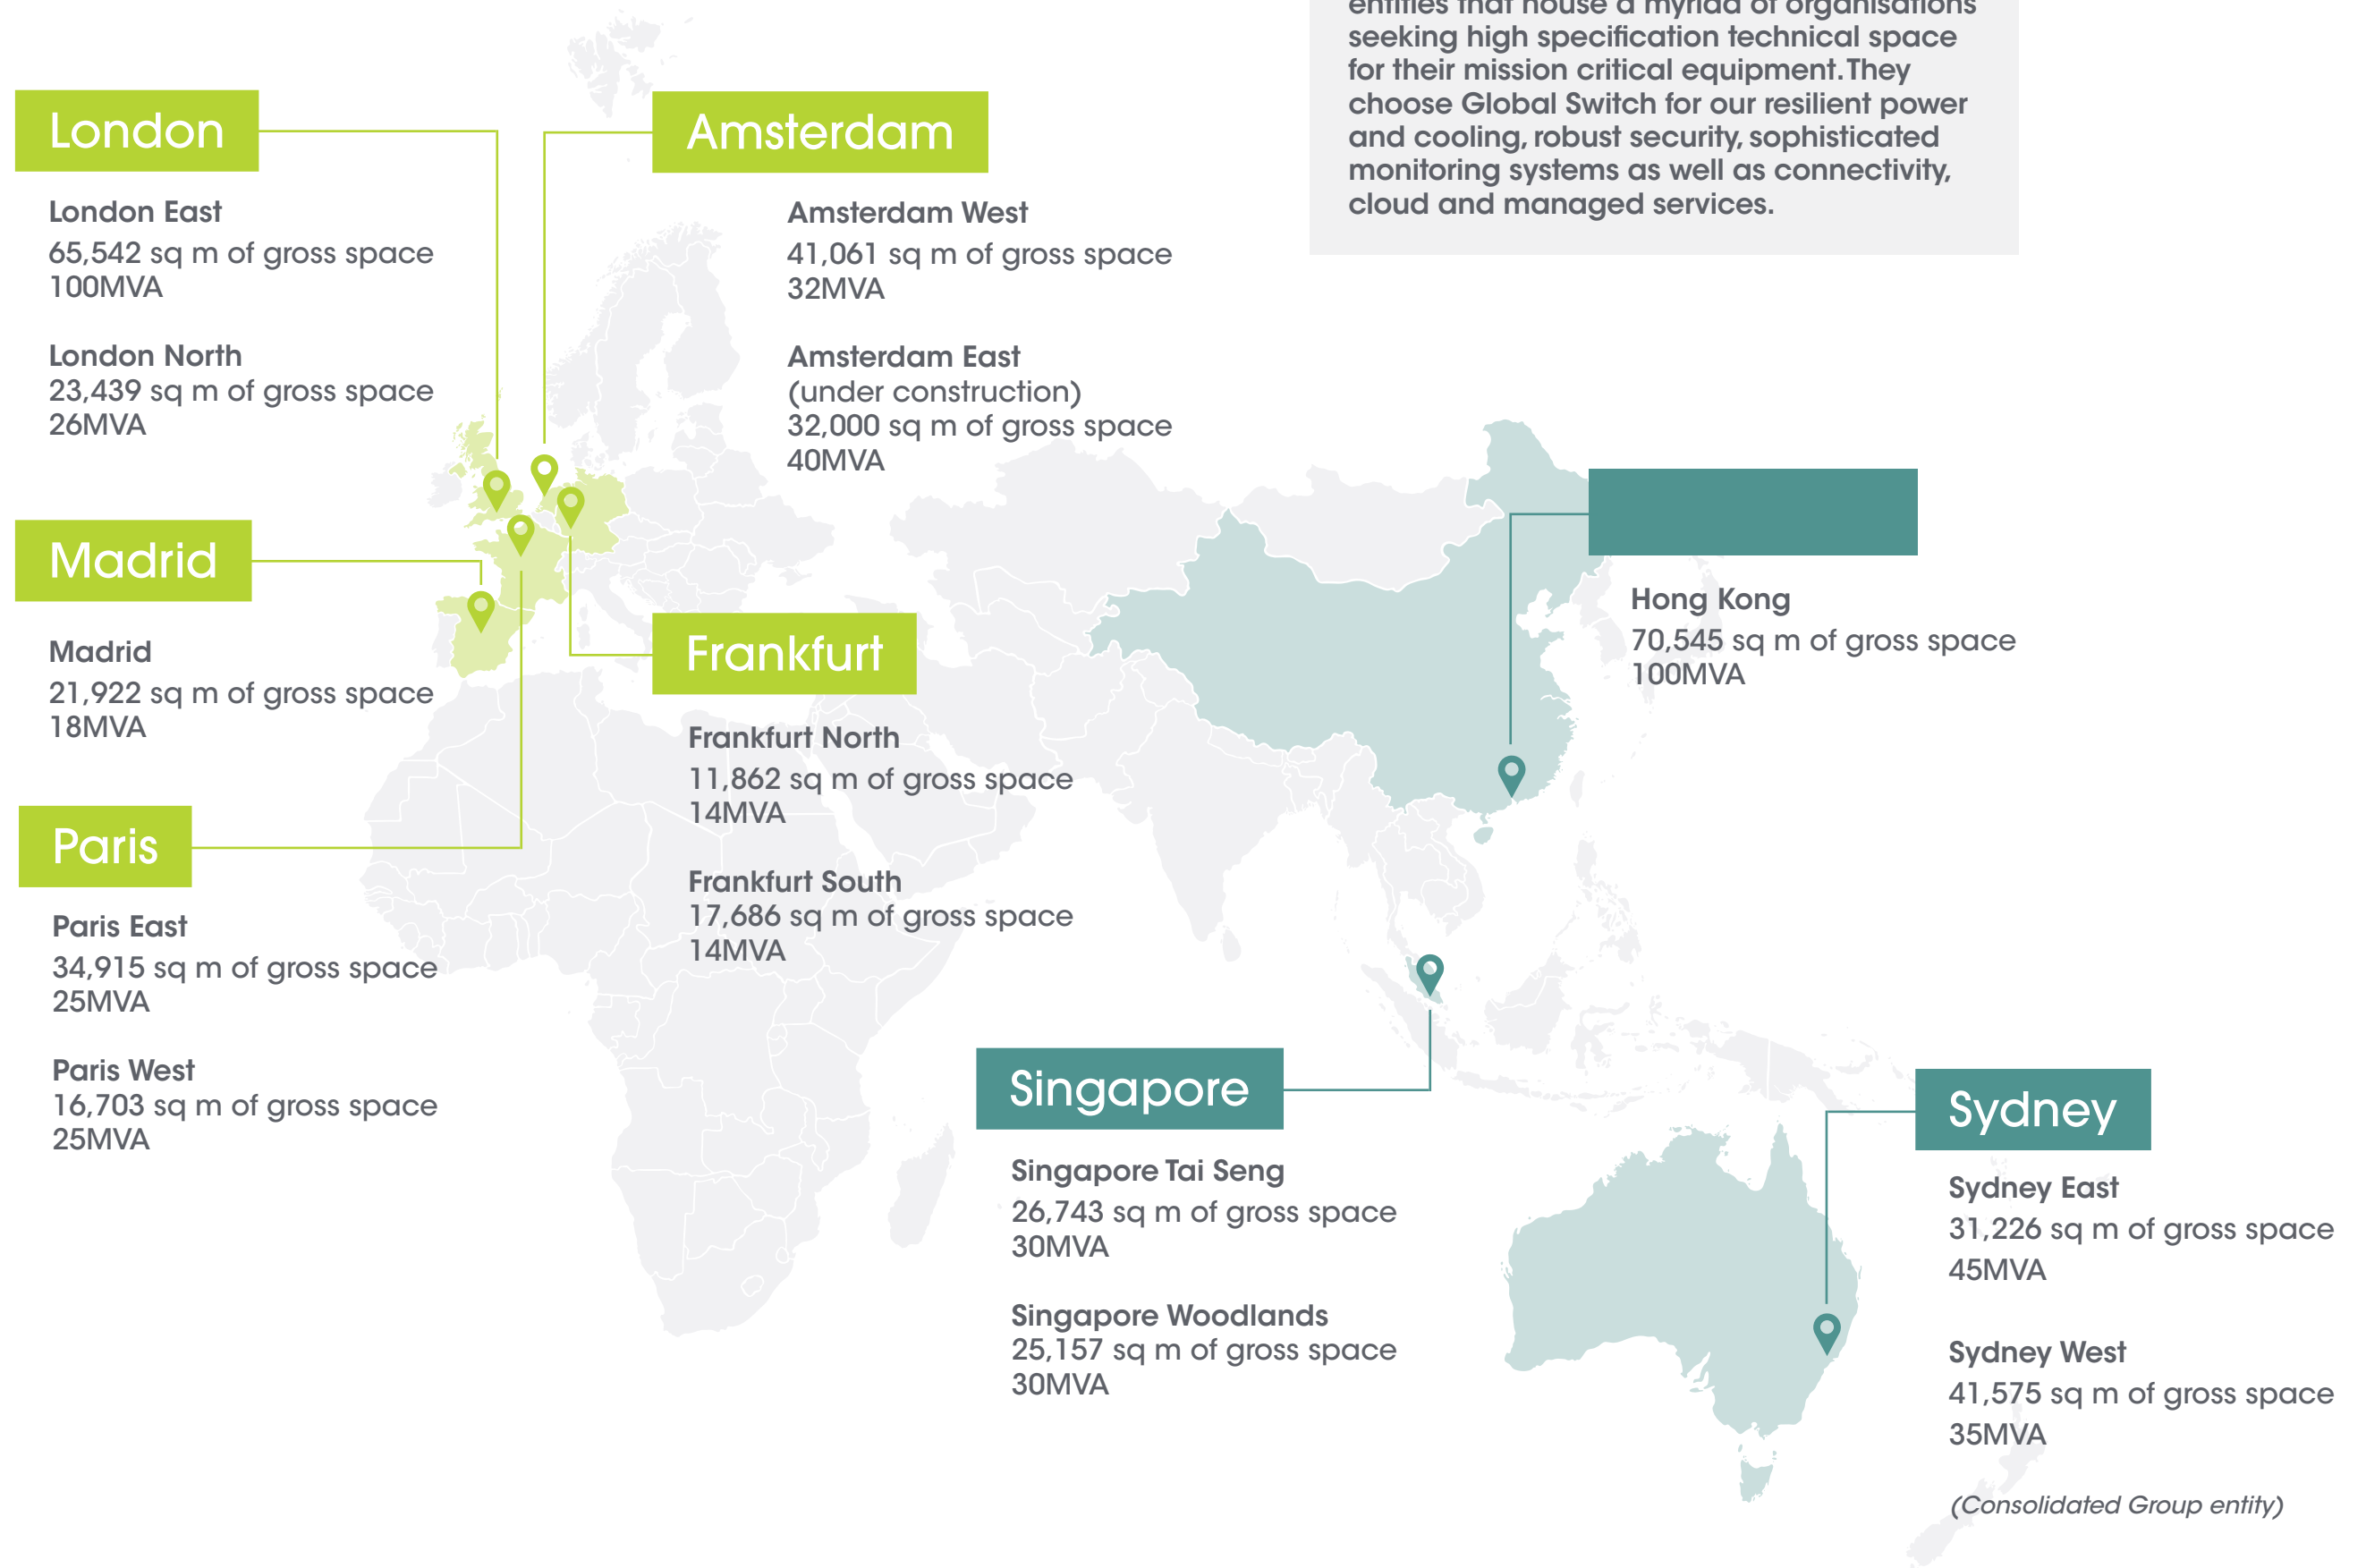 entities that house a myriad of organisations
seeking high specification technical space
for their mission critical equipment. They
choose Global Switch for our resilient power
and cooling, robust security, sophisticated
monitoring systems as well as connectivity,
cloud and managed services.
London
London East
65,542 sq m of gross space
100MVA
London North
23,439 sq m of gross space
26MVA
Amsterdam
Amsterdam West
41,061 sq m of gross space
32MVA
Amsterdam East
(under construction)
32,000 sq m of gross space
40MVA
Madrid
Madrid
21,922 sq m of gross space
18MVA
Frankfurt
Frankfurt North
11,862 sq m of gross space
14MVA
Frankfurt South
17,686 sq m of gross space
14MVA
Hong Kong
70,545 sq m of gross space
100MVA
Paris
Paris East
34,915 sq m of gross space
25MVA
Paris West
16,703 sq m of gross space
25MVA
Singapore
Singapore Tai Seng
26,743 sq m of gross space
30MVA
Singapore Woodlands
25,157 sq m of gross space
30MVA
Sydney
Sydney East
31,226 sq m of gross space
45MVA
Sydney West
41,575 sq m of gross space
35MVA
(Consolidated Group entity)